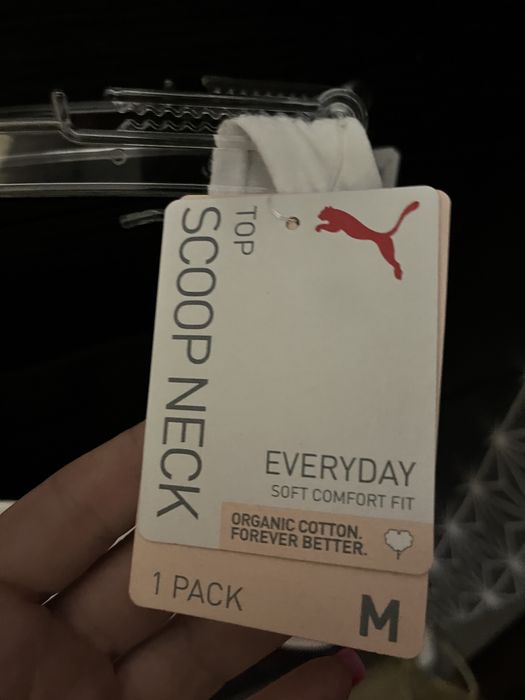 SCOOP NECK
TOP
EVERYDAY
SOFT COMFORT FIT
ORGANIC COTTON.
FOREVER BETTER.
1 PACK
M